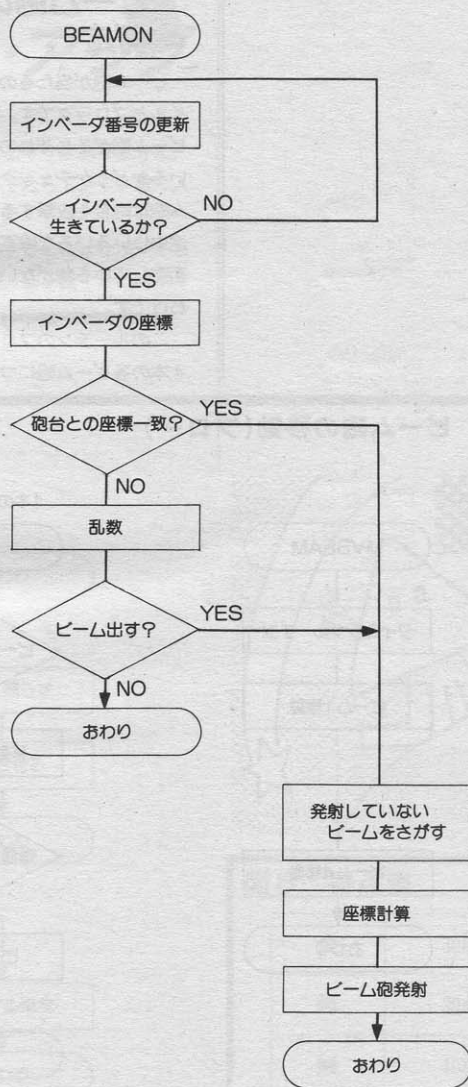 BEAMON
インベーダ番号の更新
インベーダ
生きているか?
NO
YES
インベーダの座標
砲台との座標一致?
YES
NO
乱数
ビーム出す?
YES
NO
おわり
発射していない
ビームをさがす
座標計算
ビーム砲発射
おわり